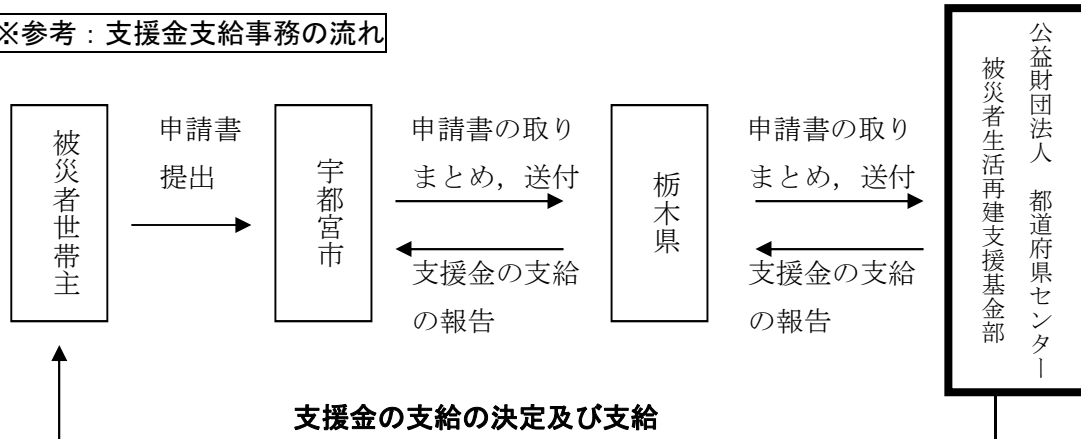 ※参考：支援金支給事務の流れ
被災者世帯主
申請書
提出
宇都宮市
申請書の取り
まとめ，送付
支援金の支給
の報告
栃木県
申請書の取り
まとめ，送付
支援金の支給
の報告
公益財団法人　都道府県センター
被災者生活再建支援基金部
支援金の支給の決定及び支給